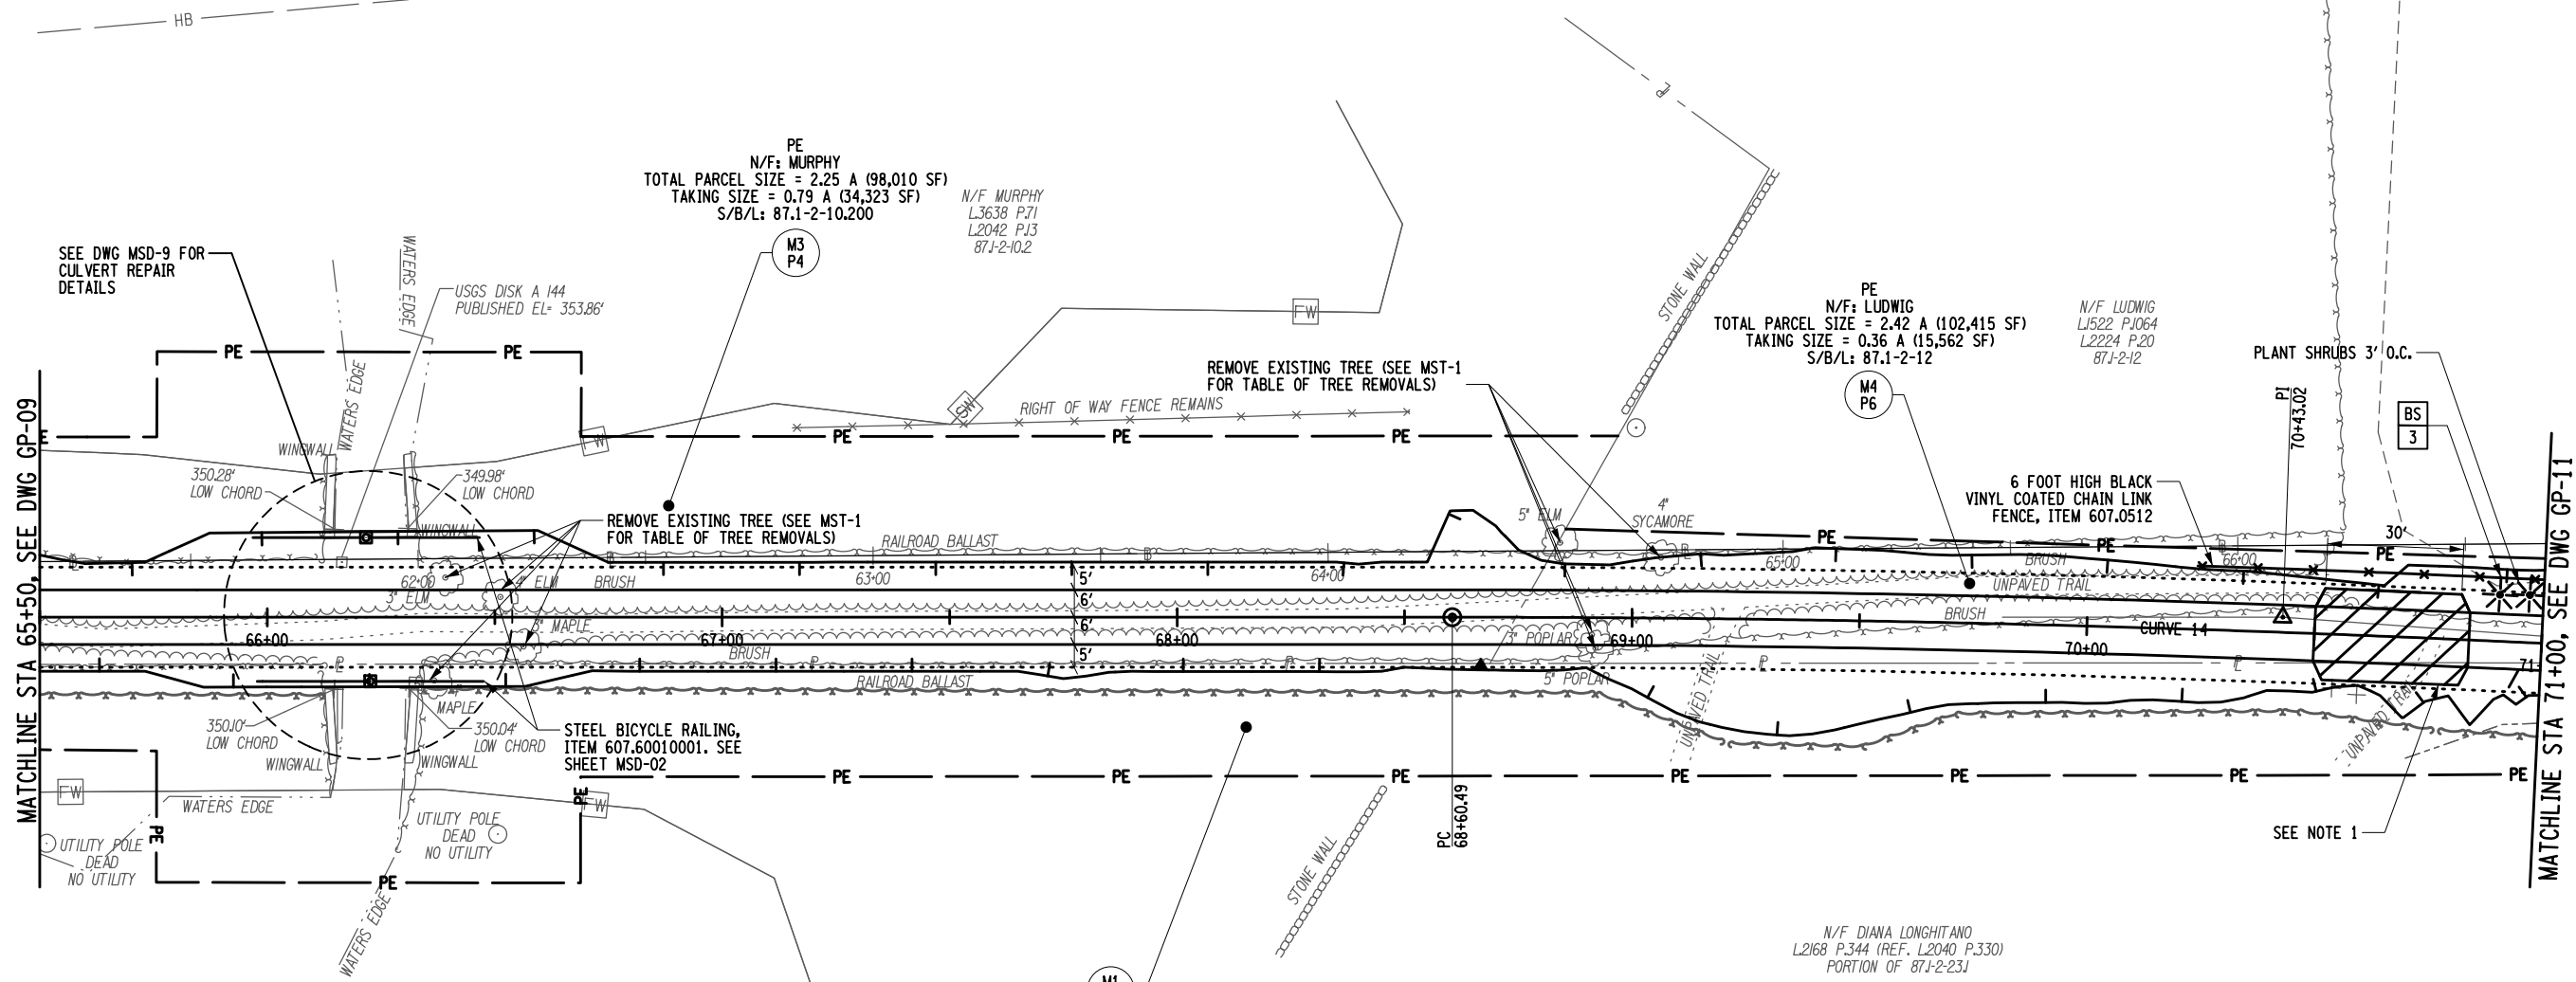 HB
PE
N/F: MURPHY
TOTAL PARCEL SIZE = 2.25 A (98,010 SF)
TAKING SIZE = 0.79 A (34,323 SF)
S/B/L: 87.1-2-10.200
M3
P4
N/F MURPHY
L.3638 P.71
L.2042 P.13
87.1-2-10.2
SEE DWG MSD-9 FOR
CULVERT REPAIR
DETAILS
WATERS EDGE
WATERS EDGE
USGS DISK A 144
PUBLISHED EL= 353.86'
PE
PE
FW
STONE WALL
PE
N/F: LUDWIG
TOTAL PARCEL SIZE = 2.42 A (102,415 SF)
TAKING SIZE = 0.36 A (15,562 SF)
S/B/L: 87.1-2-12
M4
P6
N/F LUDWIG
L.1522 P.1064
L.2224 P.20
87.1-2-12
PLANT SHRUBS 3' O.C.
BS
3
PI
70+43.02
REMOVE EXISTING TREE (SEE MST-1
FOR TABLE OF TREE REMOVALS)
SW
RIGHT OF WAY FENCE REMAINS
E
FW
PE
PE
PE
MATCHLINE STA 65+50, SEE DWG GP-09
WINGWALL
350.28'
LOW CHORD
349.98'
LOW CHORD
WINGWALL
REMOVE EXISTING TREE (SEE MST-1
FOR TABLE OF TREE REMOVALS)
RAILROAD BALLAST
5" ELM
4"
SYCAMORE
6 FOOT HIGH BLACK
VINYL COATED CHAIN LINK
FENCE, ITEM 607.0512
PE
PE
PE
30'
62+00
3" ELM
4" ELM
BRUSH
63+00
64+00
65+00
BRUSH
66+00
UNPAVED TRAIL
BRUSH
5'
6'
6'
5'
66+00
3" MAPLE
67+00
BRUSH
68+00
3" POPLARS
69+00
70+00
CURVE 14
71
RAILROAD BALLAST
5" POPLAR
UNPAVED TRAIL
UNPAVED TRAIL
4"
MAPLE
350.10'
LOW CHORD
350.04'
LOW CHORD
WINGWALL
WINGWALL
STEEL BICYCLE RAILING,
ITEM 607.60010001. SEE
SHEET MSD-02
FW
WATERS EDGE
PE
PE
FW
PE
PE
PE
PE
PE
PE
PE
UTILITY POLE
DEAD
NO UTILITY
UTILITY POLE
DEAD
NO UTILITY
PE
WATERS EDGE
STONE WALL
PC
68+60.49
SEE NOTE 1
MATCHLINE STA 71+00, SEE DWG GP-11
N/F DIANA LONGHITANO
L.2168 P.344 (REF. L.2040 P.330)
PORTION OF 87.1-2-23.1
M1